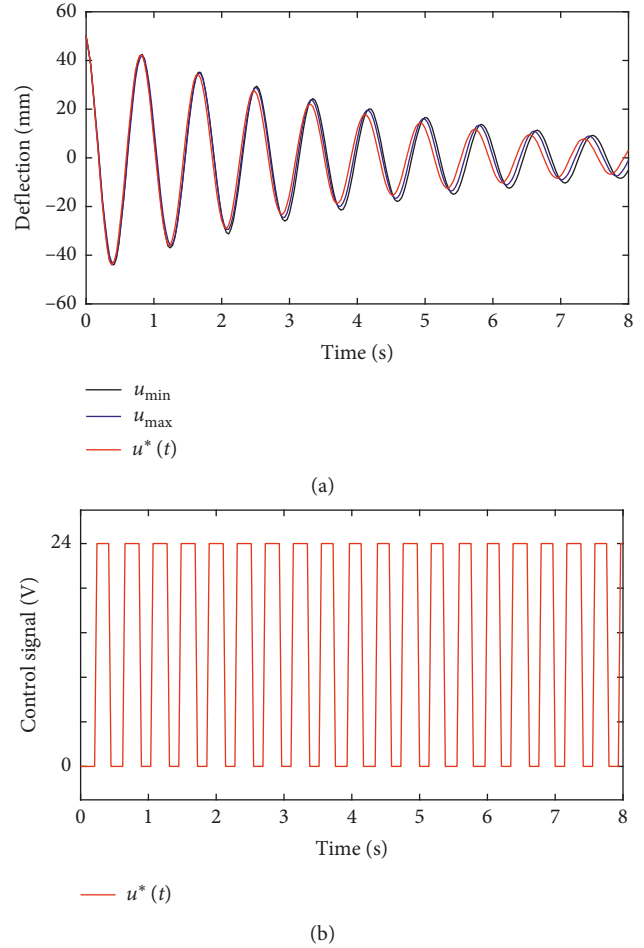 60
40
20
0
−20
−40
−60
Deflection (mm)
0 1 2 3 4 5 6 7 8
Time (s)
u_min
u_max
u* (t)
(a)
24
0
Control signal (V)
0 1 2 3 4 5 6 7 8
Time (s)
u* (t)
(b)